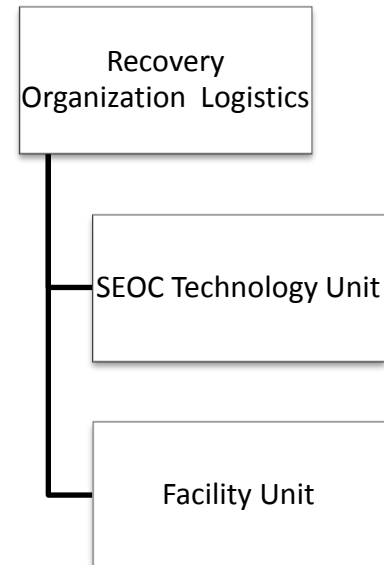 Recovery
Organization Logistics
SEOC Technology Unit
Facility Unit